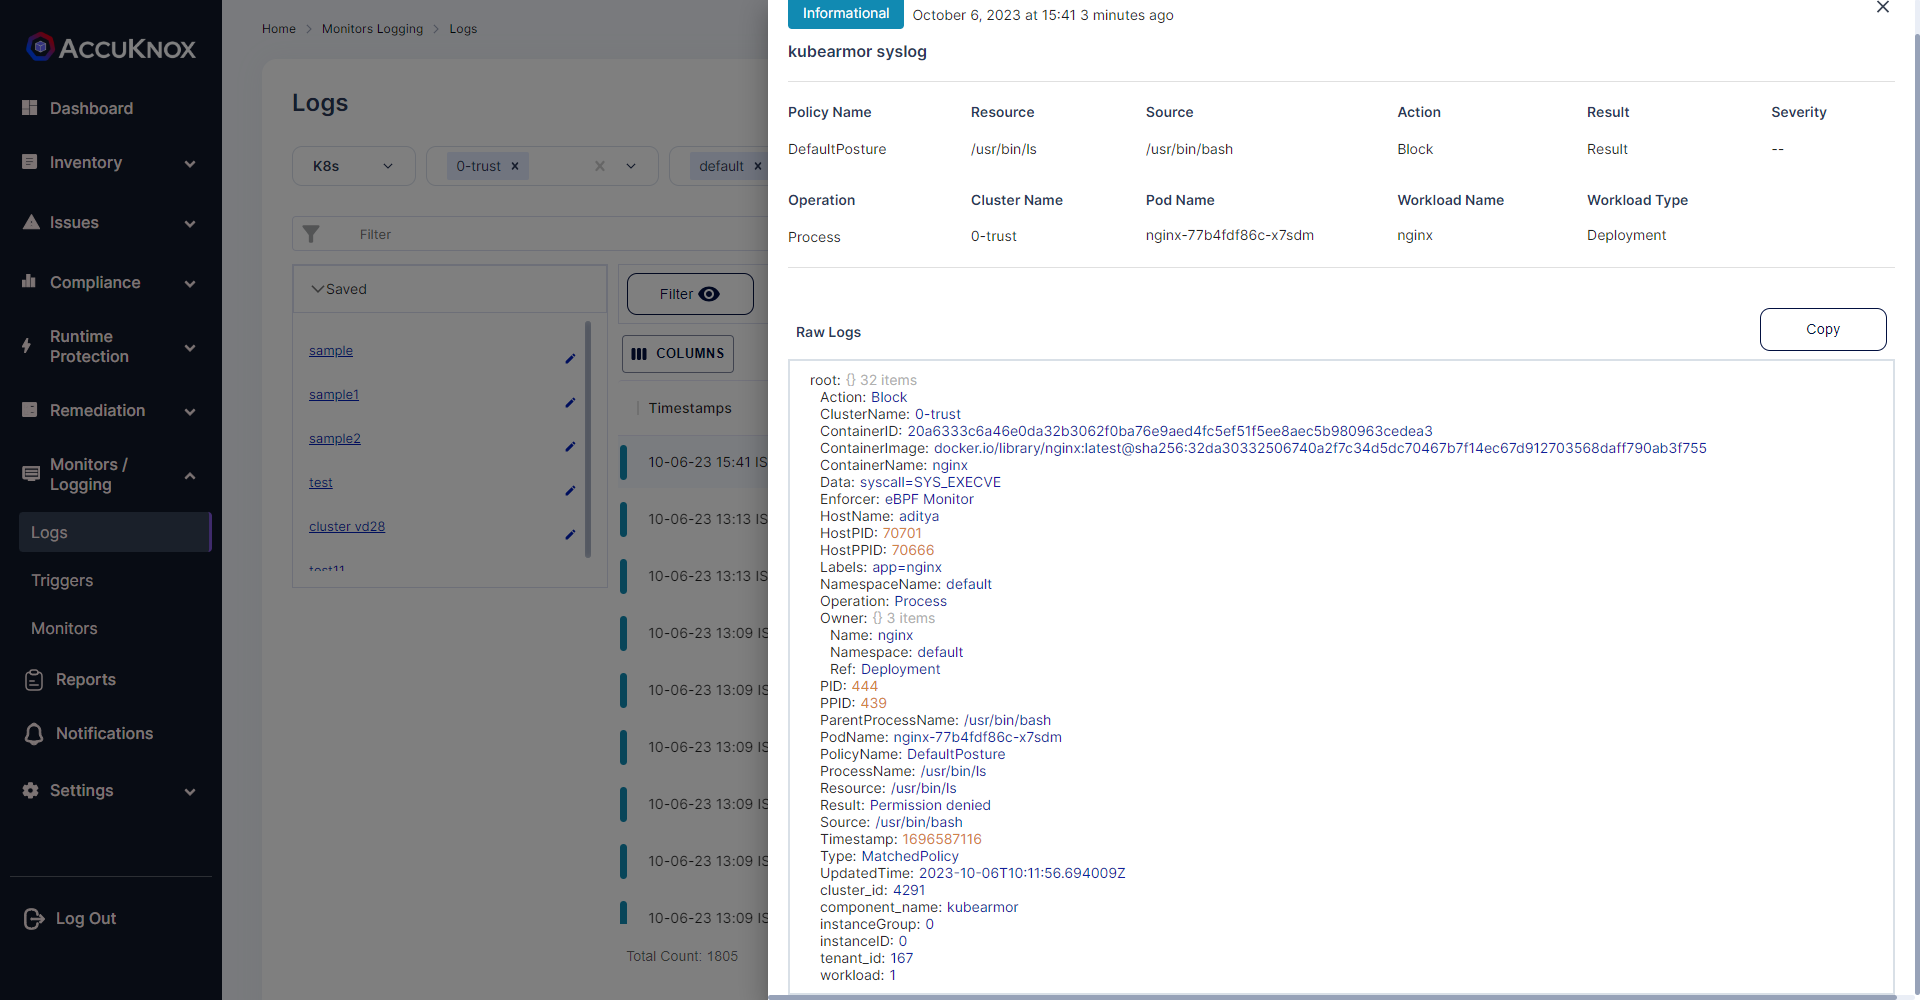 ACCUKNOX
Dashboard
Inventory
Issues
Compliance
Runtime
Protection
Remediation
Monitors /
Logging
Logs
Triggers
Monitors
Reports
Notifications
Settings
Log Out
Home > Monitors Logging > Logs
Logs
K8s
0-trust ×
default ×
Filter
Saved
sample
sample1
sample2
test
cluster vd28
test11
Filter
COLUMNS
Timestamps
10-06-23 15:41 IS
10-06-23 13:13 IS
10-06-23 13:13 IS
10-06-23 13:09 IS
10-06-23 13:09 IS
10-06-23 13:09 IS
10-06-23 13:09 IS
10-06-23 13:09 IS
10-06-23 13:09 IS
Total Count: 1805
Informational October 6, 2023 at 15:41 3 minutes ago
kubearmor syslog
Policy Name Resource Source Action Result Severity
DefaultPosture /usr/bin/ls /usr/bin/bash Block Result --
Operation Cluster Name Pod Name Workload Name Workload Type
Process 0-trust nginx-77b4fdf86c-x7sdm nginx Deployment
Raw Logs
Copy
root: {} 32 items
Action: Block
ClusterName: 0-trust
ContainerID: 20a6333c6a46e0da32b3062f0ba76e9aed4fc5ef51f5ee8aec5b980963cedea3
ContainerImage: docker.io/library/nginx:latest@sha256:32da30332506740a2f7c34d5dc70467b7f14ec67d912703568daff790ab3f755
ContainerName: nginx
Data: syscall=SYS_EXECVE
Enforcer: eBPF Monitor
HostName: aditya
HostPID: 70701
HostPPID: 70666
Labels: app=nginx
NamespaceName: default
Operation: Process
Owner: {} 3 items
Name: nginx
Namespace: default
Ref: Deployment
PID: 444
PPID: 439
ParentProcessName: /usr/bin/bash
PodName: nginx-77b4fdf86c-x7sdm
PolicyName: DefaultPosture
ProcessName: /usr/bin/ls
Resource: /usr/bin/ls
Result: Permission denied
Source: /usr/bin/bash
Timestamp: 1696587116
Type: MatchedPolicy
UpdatedTime: 2023-10-06T10:11:56.694009Z
cluster_id: 4291
component_name: kubearmor
instanceGroup: 0
instanceID: 0
tenant_id: 167
workload: 1